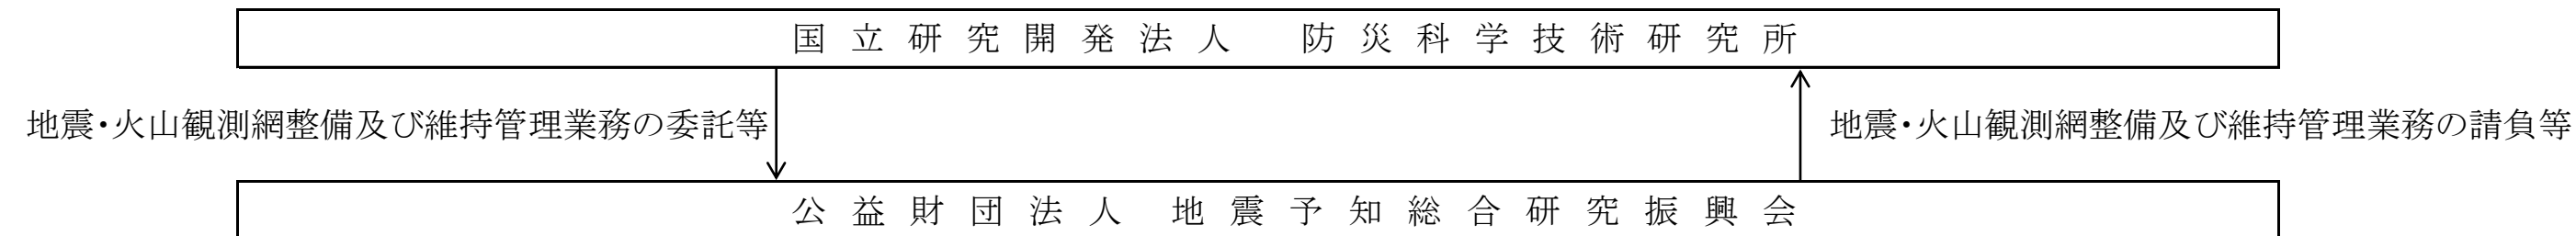 国立研究開発法人　防災科学技術研究所
地震・火山観測網整備及び維持管理業務の委託等
地震・火山観測網整備及び維持管理業務の請負等
公益財団法人　地震予知総合研究振興会